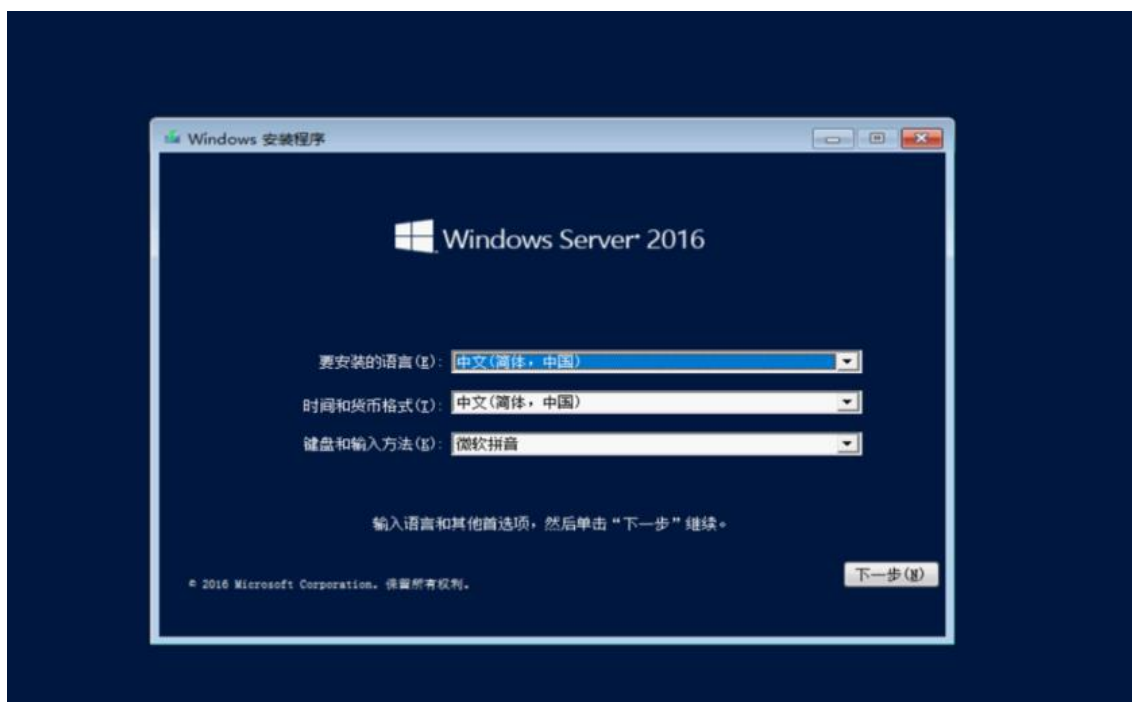 Windows 安装程序
Windows Server 2016
要安装的语言(E): 中文(简体，中国)
时间和货币格式(T): 中文(简体，中国)
键盘和输入方法(K): 微软拼音
输入语言和其他首选项，然后单击“下一步”继续。
© 2016 Microsoft Corporation。保留所有权利。
下一步(N)